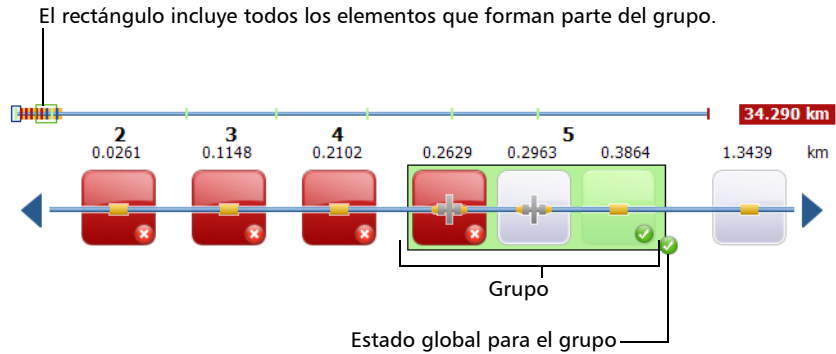 El rectángulo incluye todos los elementos que forman parte del grupo.
34.290 km
2 3 4 5
0.0261 0.1148 0.2102 0.2629 0.2963 0.3864 1.3439 km
Grupo
Estado global para el grupo